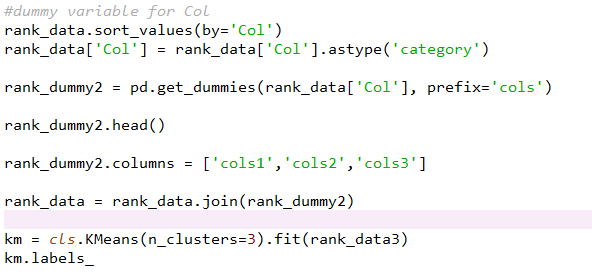 #dummy variable for Col
rank_data.sort_values(by='Col')
rank_data['Col'] = rank_data['Col'].astype('category')
rank_dummy2 = pd.get_dummies(rank_data['Col'], prefix='cols')
rank_dummy2.head()
rank_dummy2.columns = ['cols1','cols2','cols3']
rank_data = rank_data.join(rank_dummy2)
km = cls.KMeans(n_clusters=3).fit(rank_data3)
km.labels_